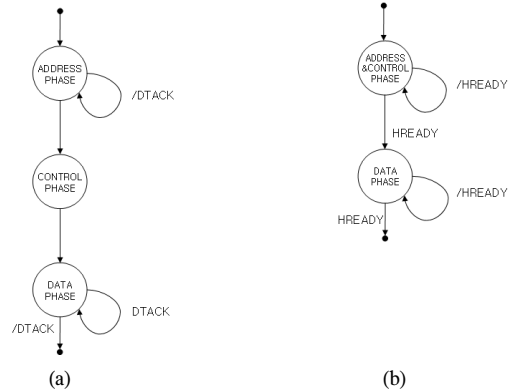 ADDRESS
PHASE
/DTACK
CONTROL
PHASE
DATA
PHASE
DTACK
/DTACK
(a)
ADDRESS
&CONTROL
PHASE
/HREADY
HREADY
DATA
PHASE
/HREADY
HREADY
(b)